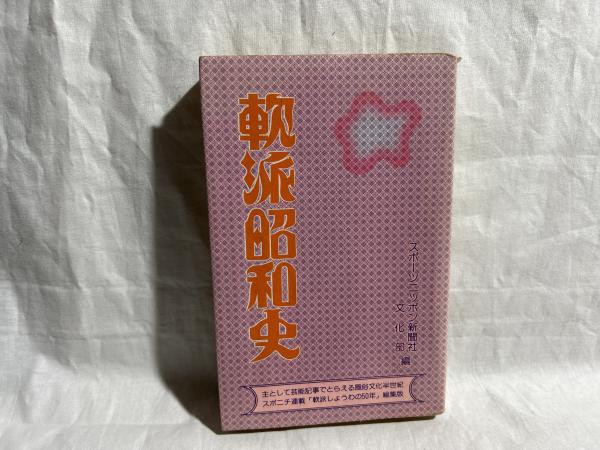 軟派昭和史
スポーツニッポン新聞社
文化部
編
主として芸能記事でとらえる風俗文化半世紀
スポニチ連載「軟派しょうわの50年」編集版